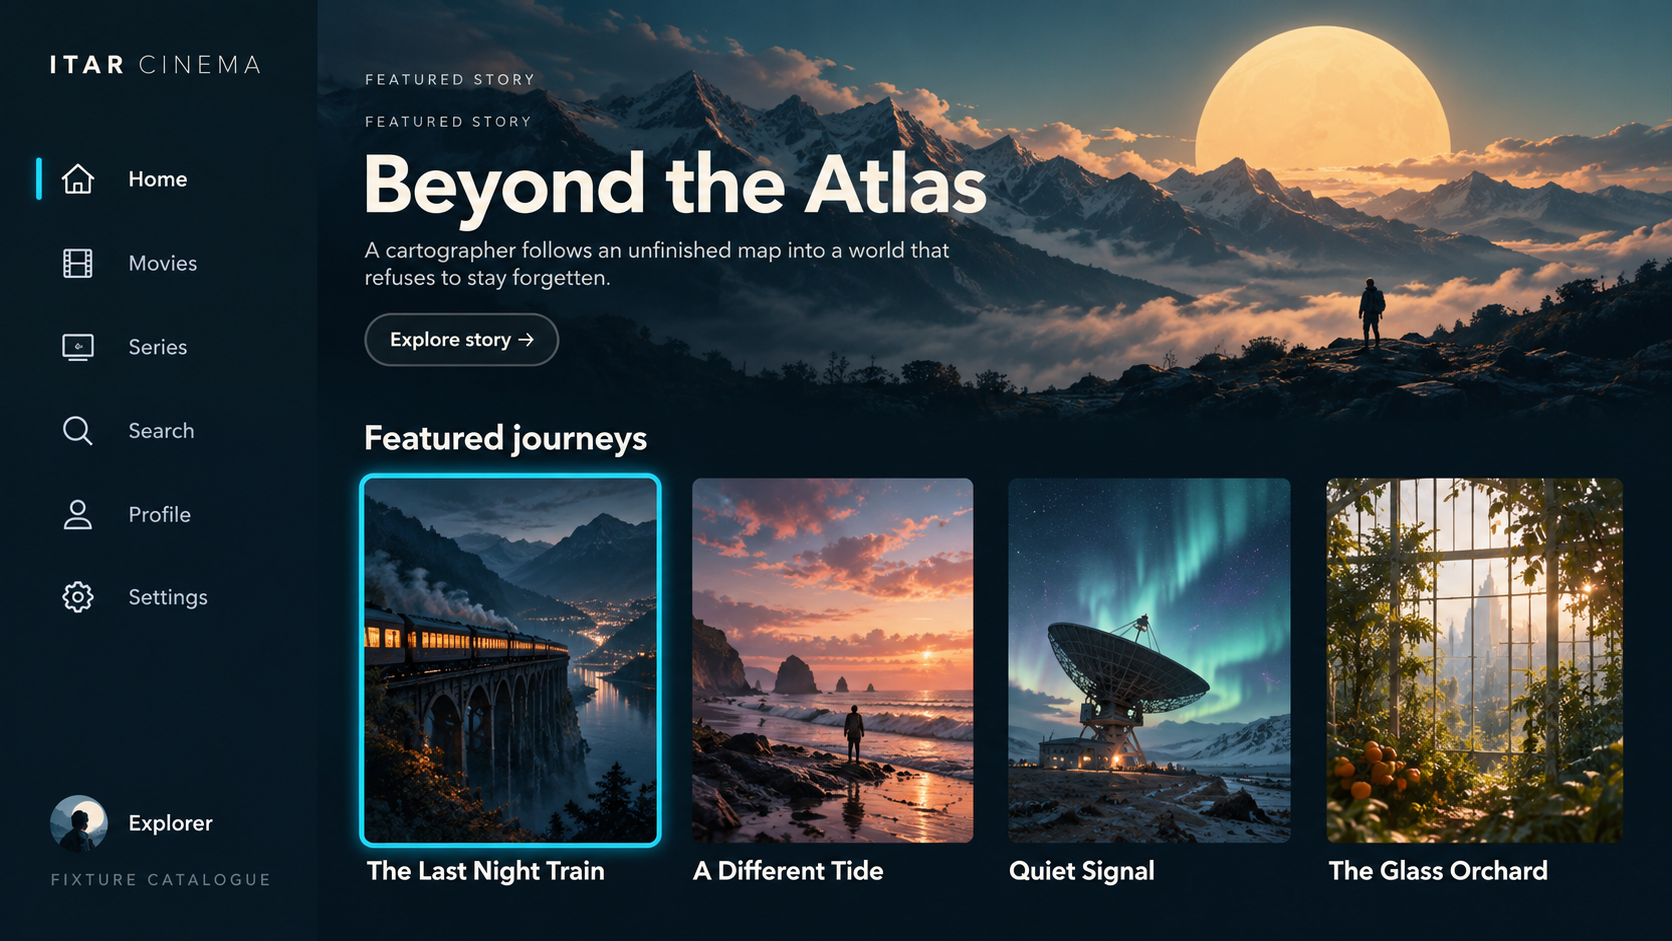 ITAR CINEMA
Home
Movies
Series
Search
Profile
Settings
Explorer
FIXTURE CATALOGUE
FEATURED STORY
FEATURED STORY
Beyond the Atlas
A cartographer follows an unfinished map into a world that
refuses to stay forgetten.
Explore story →
Featured journeys
The Last Night Train
A Different Tide
Quiet Signal
The Glass Orchard